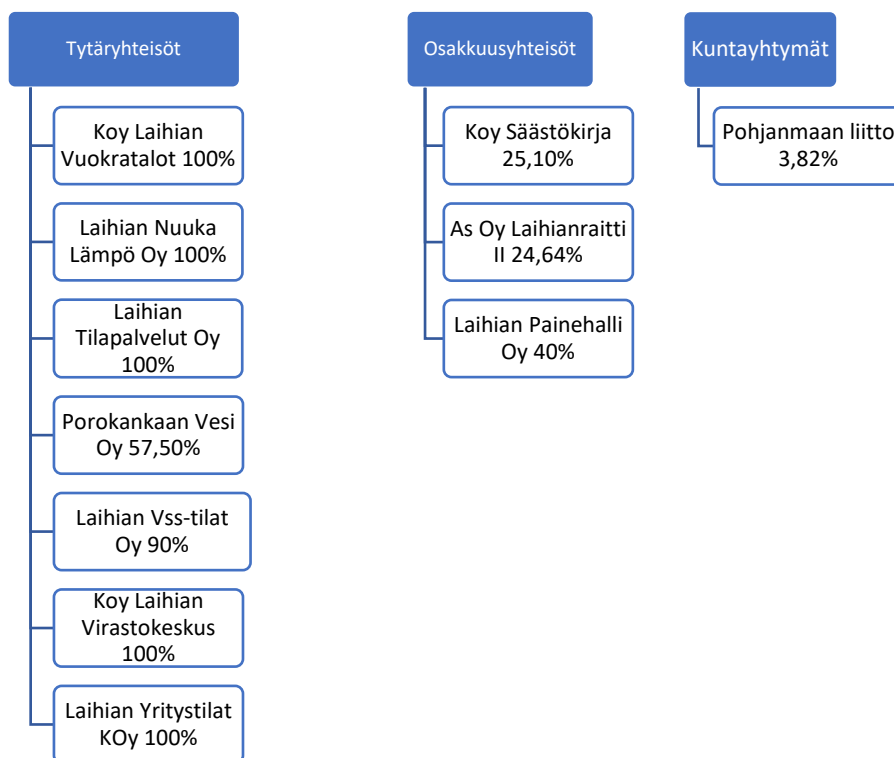 Tytäryhteisöt
Koy Laihian
Vuokratalot 100%
Laihian Nuuka
Lämpö Oy 100%
Laihian
Tilapalvelut Oy
100%
Porokankaan Vesi
Oy 57,50%
Laihian Vss-tilat
Oy 90%
Koy Laihian
Virastokeskus
100%
Laihian Yritystilat
KOy 100%
Osakkuusyhteisöt
Koy Säästökirja
25,10%
As Oy Laihianraitti
II 24,64%
Laihian Painehalli
Oy 40%
Kuntayhtymät
Pohjanmaan liitto
3,82%